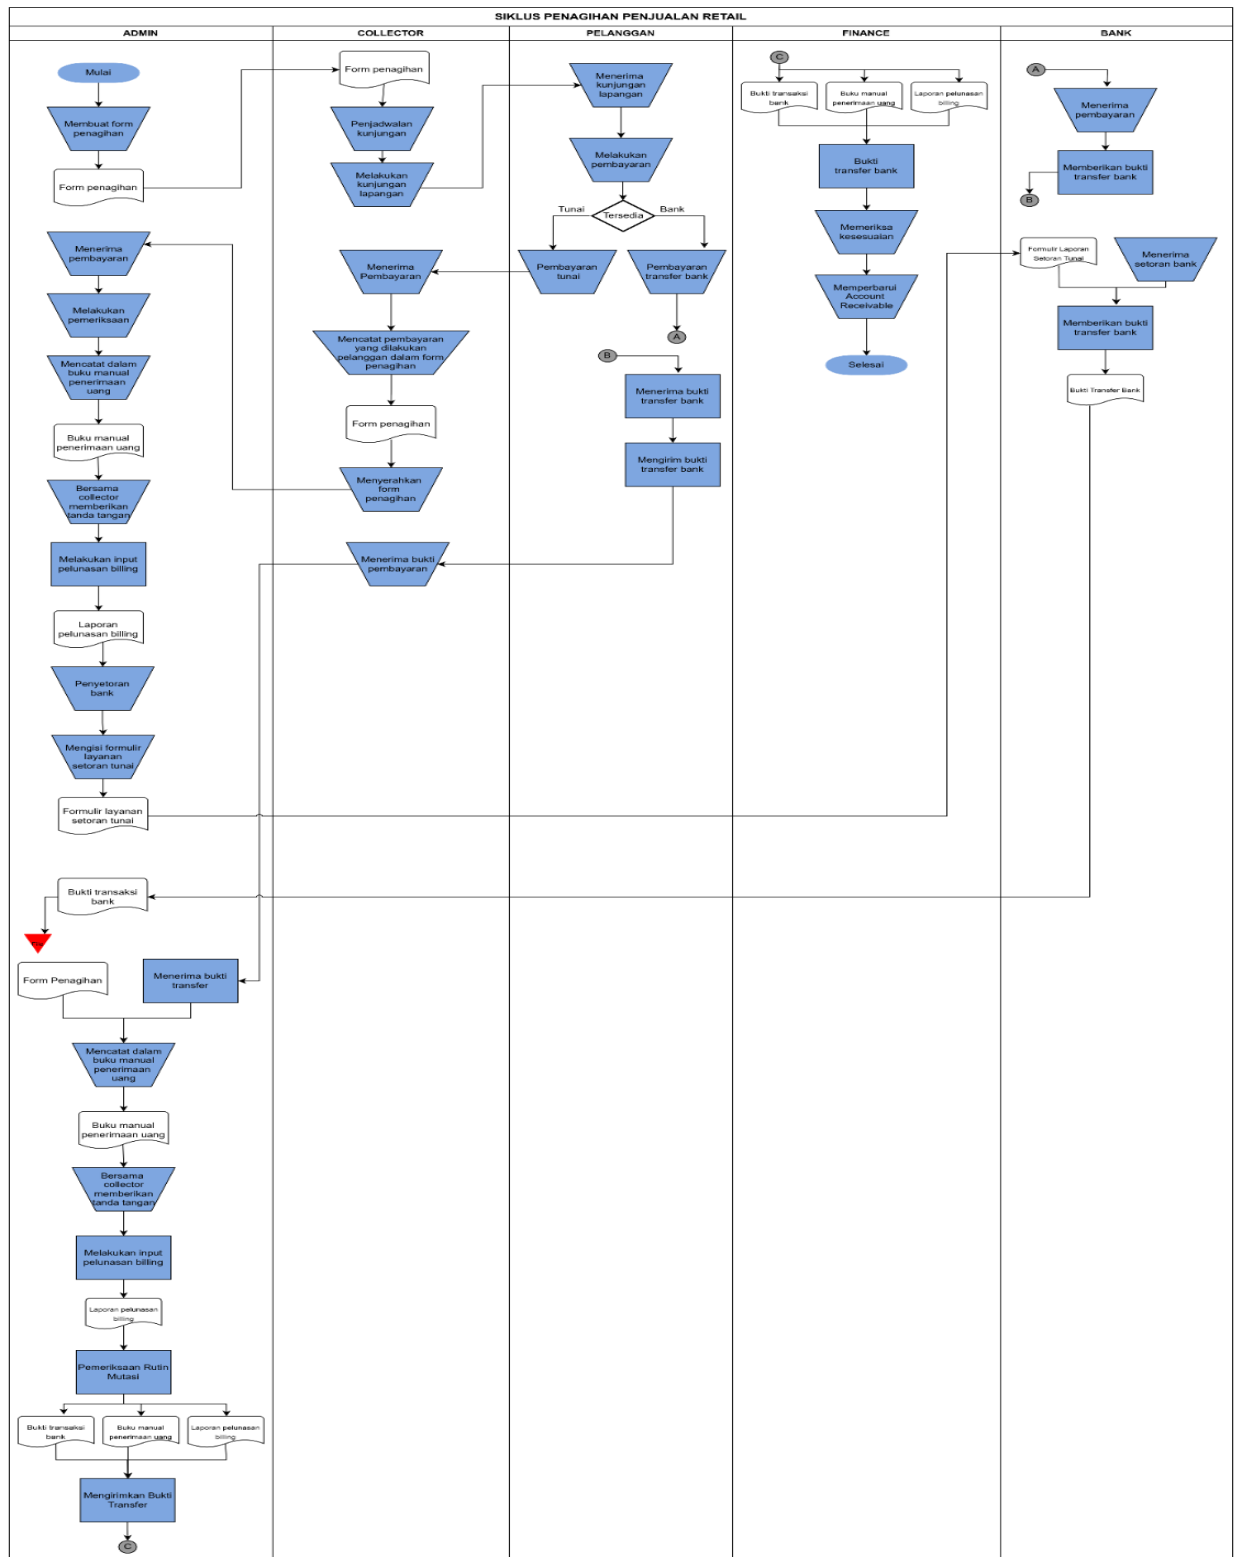 SIKLUS PENAGIHAN PENJUALAN RETAIL
ADMIN
COLLECTOR
PELANGGAN
FINANCE
BANK
Mulai
Membuat form
penagihan
Form penagihan
Menerima
pembayaran
Melakukan
pemeriksaan
Mencatat dalam
buku manual
penerimaan
uang
Buku manual
penerimaan uang
Bersama
collector
memberikan
tanda tangan
Melakukan input
pelunasan billing
Laporan
pelunasan billing
Penyetoran
bank
Mengisi formulir
layanan
setoran tunai
Formulir layanan
setoran tunai
Bukti transaksi
bank
Form Penagihan
Menerima bukti
transfer
Mencatat dalam
buku manual
penerimaan
uang
Buku manual
penerimaan uang
Bersama
collector
memberikan
tanda tangan
Melakukan input
pelunasan billing
Laporan pelunasan
billing
Pemeriksaan Rutin
Mutasi
Bukti transaksi
bank
Buku manual
penerimaan uang
Laporan pelunasan
billing
Mengirimkan Bukti
Transfer
C
Form penagihan
Penjadwalan
kunjungan
Melakukan
kunjungan
lapangan
Menerima
Pembayaran
Mencatat pembayaran
yang dilakukan
pelanggan dalam form
penagihan
Form penagihan
Menyerahkan
form
penagihan
Menerima bukti
pembayaran
Menerima
kunjungan
lapangan
Melakukan
pembayaran
Tunai
Tersedia
Bank
Pembayaran
tunai
Pembayaran
transfer bank
A
B
Menerima bukti
transfer bank
Mengirim bukti
transfer bank
C
Bukti transaksi
bank
Buku manual
penerimaan uang
Laporan pelunasan
billing
Bukti
transfer bank
Memeriksa
kesesuaian
Memperbarui
Account
Receivable
Selesai
A
Menerima
pembayaran
Memberikan bukti
transfer bank
B
Formulir Laporan
Setoran Tunai
Menerima
setoran bank
Memberikan bukti
transfer bank
Bukti Transfer Bank